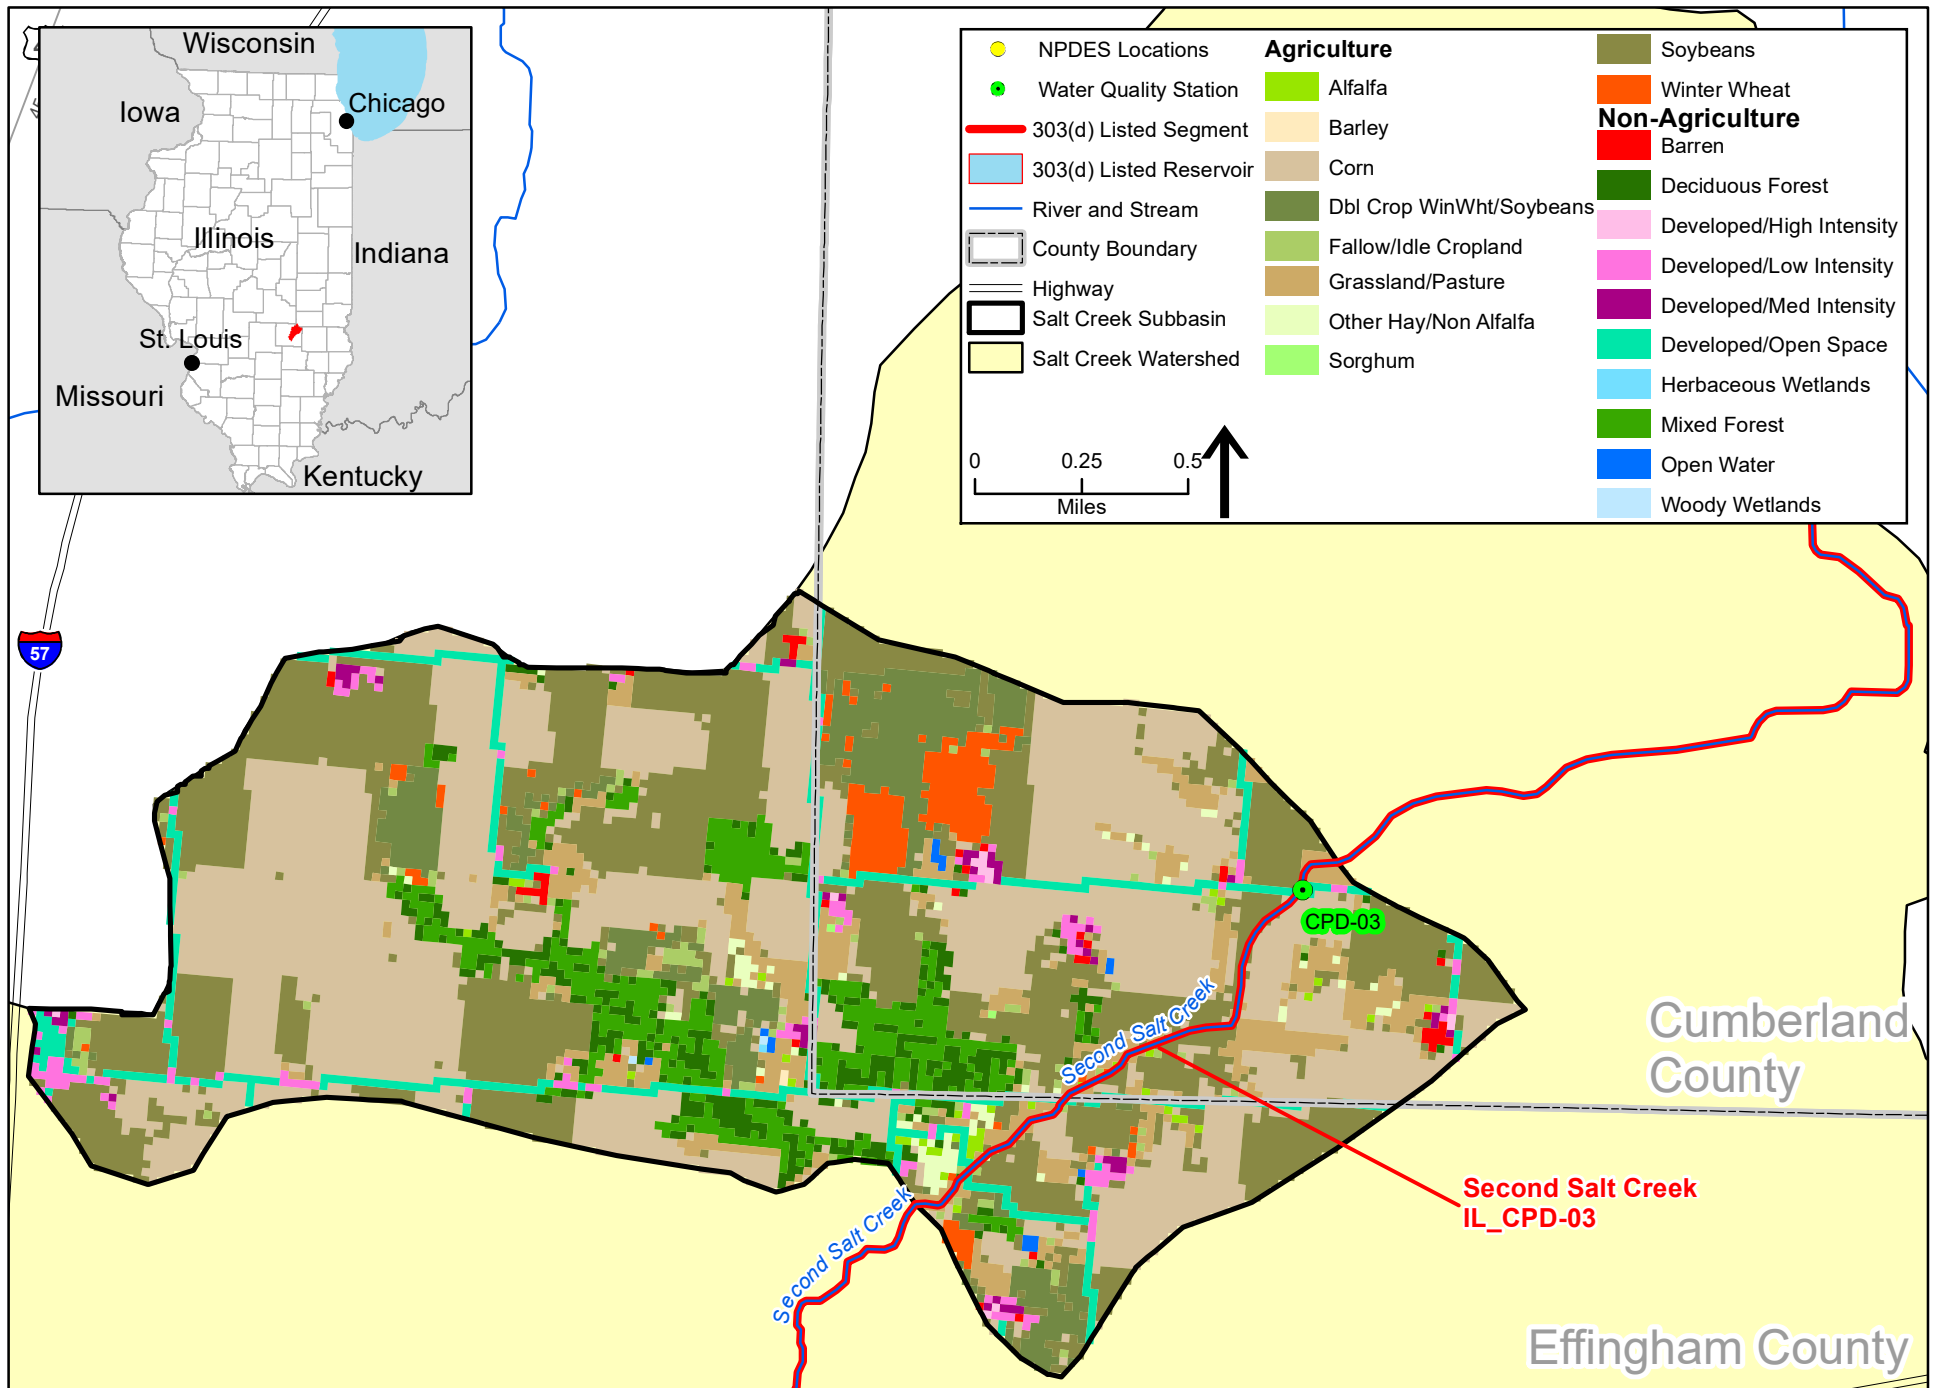 Wisconsin
Iowa
Chicago
Illinois
Indiana
St. Louis
Missouri
Kentucky
NPDES Locations
Water Quality Station
303(d) Listed Segment
303(d) Listed Reservoir
River and Stream
County Boundary
Highway
Salt Creek Subbasin
Salt Creek Watershed
0 0.25 0.5
Miles
Agriculture
Alfalfa
Barley
Corn
Dbl Crop WinWht/Soybeans
Fallow/Idle Cropland
Grassland/Pasture
Other Hay/Non Alfalfa
Sorghum
Soybeans
Winter Wheat
Non-Agriculture
Barren
Deciduous Forest
Developed/High Intensity
Developed/Low Intensity
Developed/Med Intensity
Developed/Open Space
Herbaceous Wetlands
Mixed Forest
Open Water
Woody Wetlands
57
CPD-03
Second Salt Creek
Cumberland
County
Second Salt Creek
IL_CPD-03
Second Salt Creek
Effingham County